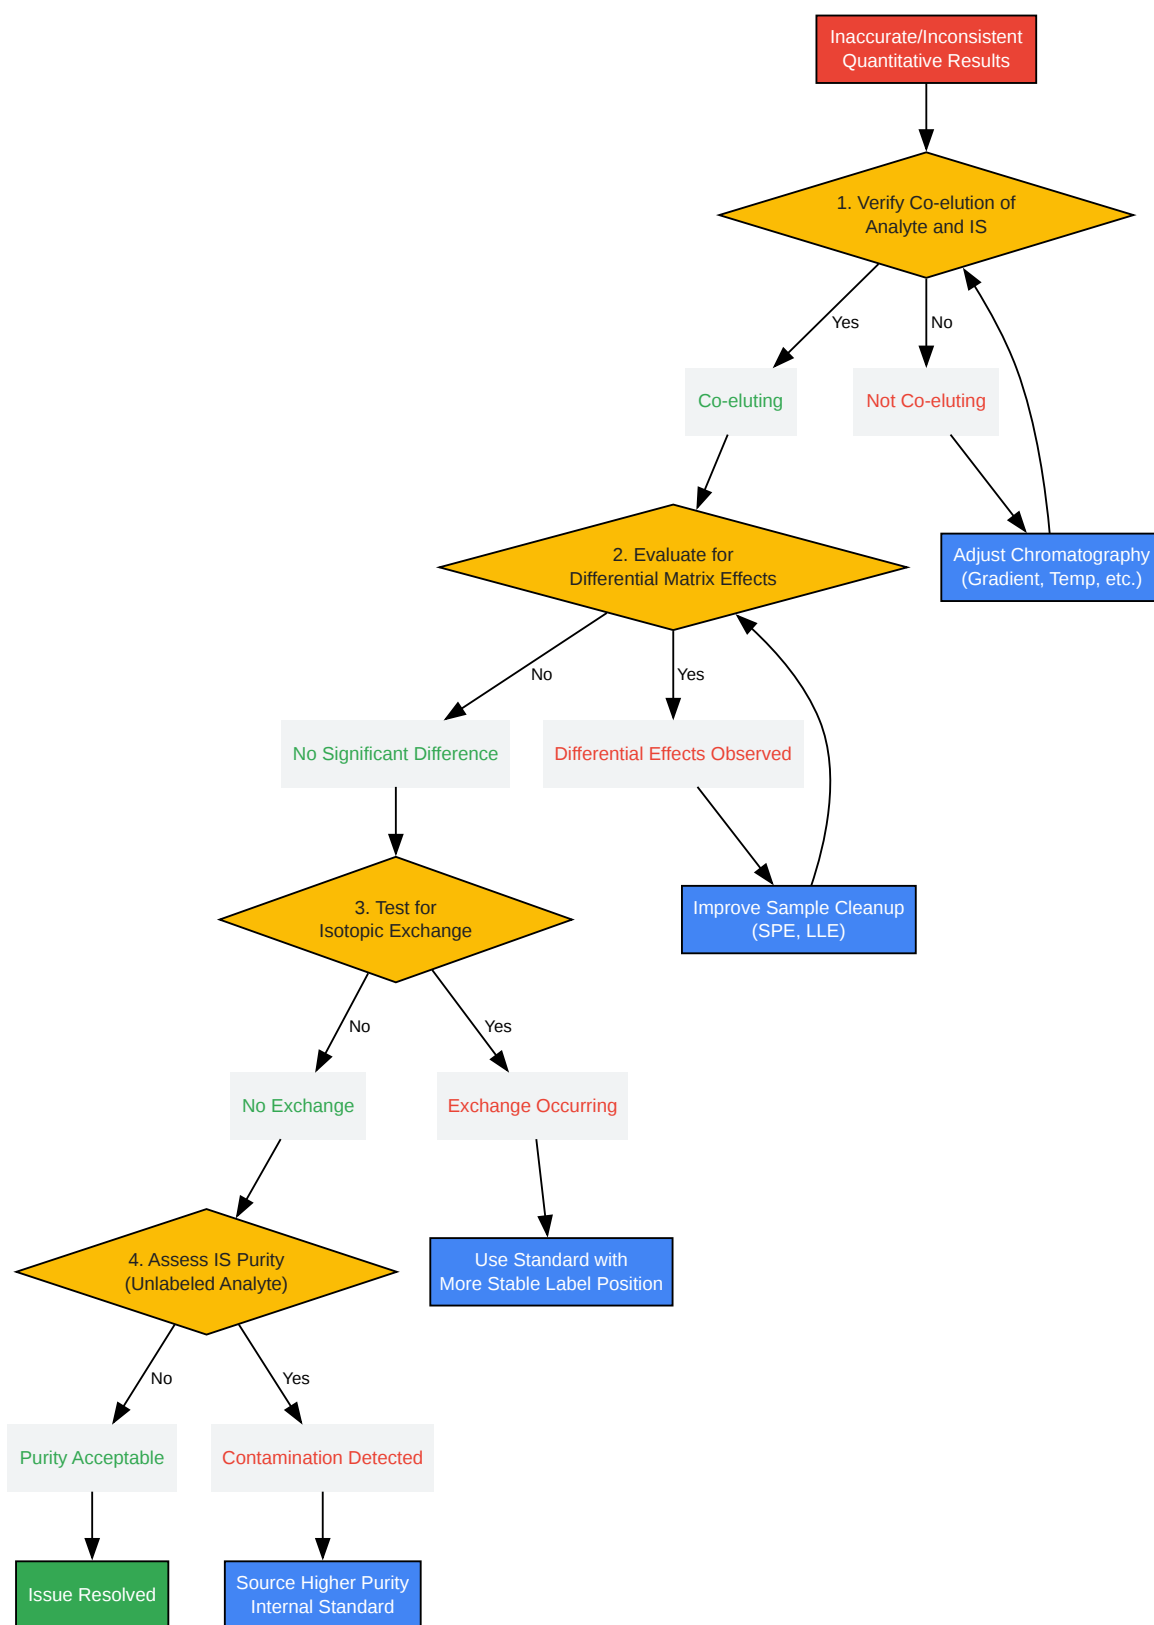 Inaccurate/Inconsistent
Quantitative Results
1. Verify Co-elution of
Analyte and IS
Yes
No
Co-eluting
Not Co-eluting
2. Evaluate for
Differential Matrix Effects
Adjust Chromatography
(Gradient, Temp, etc.)
No
Yes
No Significant Difference
Differential Effects Observed
3. Test for
Isotopic Exchange
Improve Sample Cleanup
(SPE, LLE)
No
Yes
No Exchange
Exchange Occurring
4. Assess IS Purity
(Unlabeled Analyte)
Use Standard with
More Stable Label Position
No
Yes
Purity Acceptable
Contamination Detected
Issue Resolved
Source Higher Purity
Internal Standard